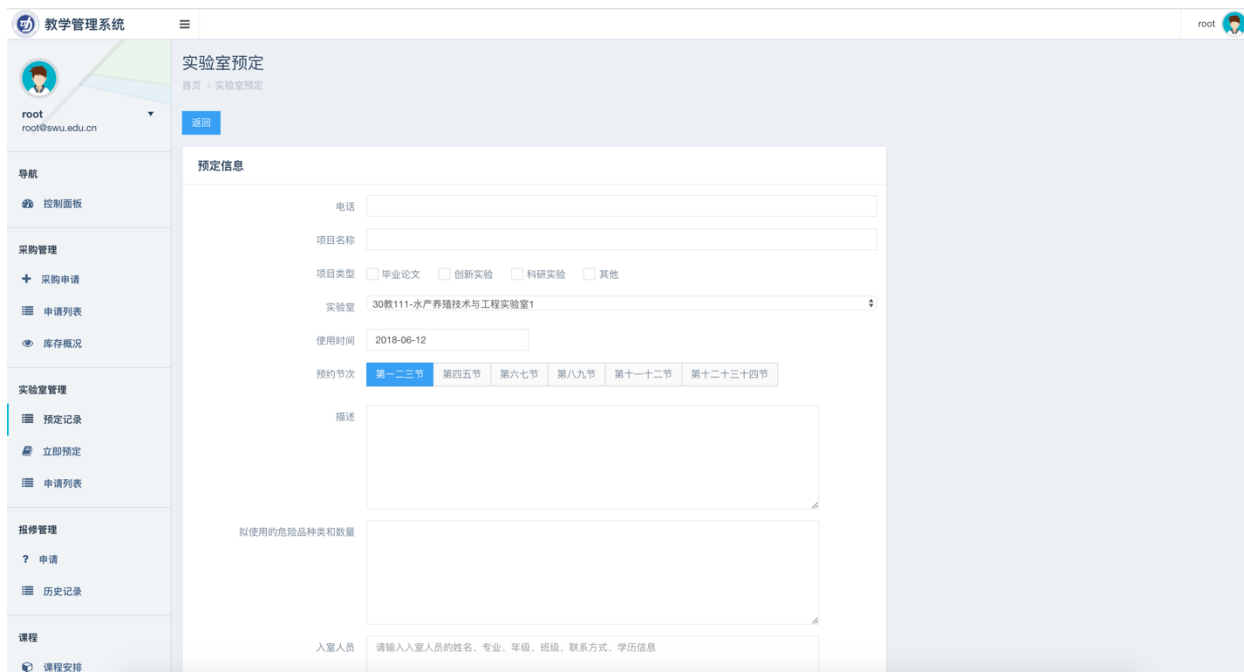 教学管理系统
root
root
root@swu.edu.cn
导航
控制面板
采购管理
采购申请
申请列表
库存概况
实验室管理
预定记录
立即预定
申请列表
报修管理
申请
历史记录
课程
课程安排
实验室预定
首页 > 实验室预定
返回
预定信息
电话
项目名称
项目类型 毕业论文 创新实验 科研实验 其他
实验室 30教111-水产养殖技术与工程实验室1
使用时间 2018-06-12
预约节次 第一二三节 第四五节 第六七节 第八九节 第十一十二节 第十二十三十四节
描述
拟使用的危险品种类和数量
入室人员 请输入入室人员的姓名、专业、年级、班级、联系方式、学历信息